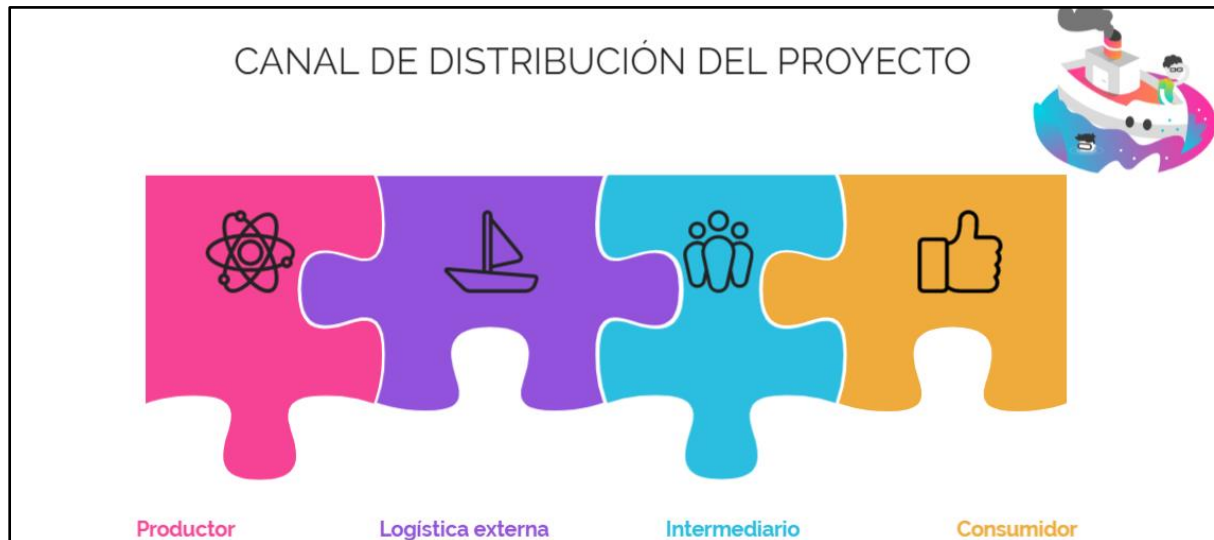 CANAL DE DISTRIBUCIÓN DEL PROYECTO
Productor
Logística externa
Intermediario
Consumidor